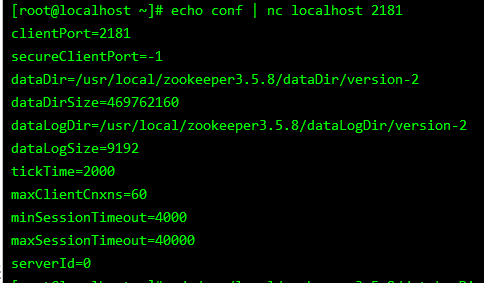 [root@localhost ~]# echo conf | nc localhost 2181
clientPort=2181
secureClientPort=-1
dataDir=/usr/local/zookeeper3.5.8/dataDir/version-2
dataDirSize=469762160
dataLogDir=/usr/local/zookeeper3.5.8/dataLogDir/version-2
dataLogSize=9192
tickTime=2000
maxClientCnxns=60
minSessionTimeout=4000
maxSessionTimeout=40000
serverId=0